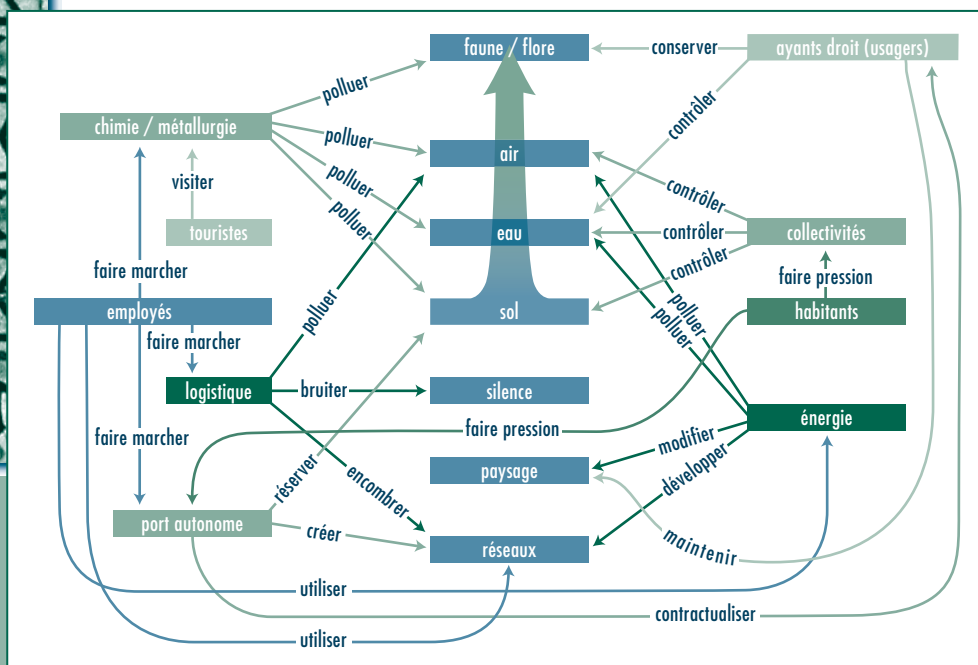 faune / flore
conserver
ayants droit (usagers)
polluer
contrôler
chimie / métallurgie
polluer
air
visiter
polluer
contrôler
polluer
touristes
eau
contrôler
collectivités
faire marcher
contrôler
faire pression
employés
polluer
sol
polluer
habitants
faire marcher
polluer
logistique
bruiter
silence
énergie
faire marcher
faire pression
modifier
réserver
encombrer
paysage
développer
port autonome
créer
réseaux
maintenir
utiliser
contractualiser
utiliser